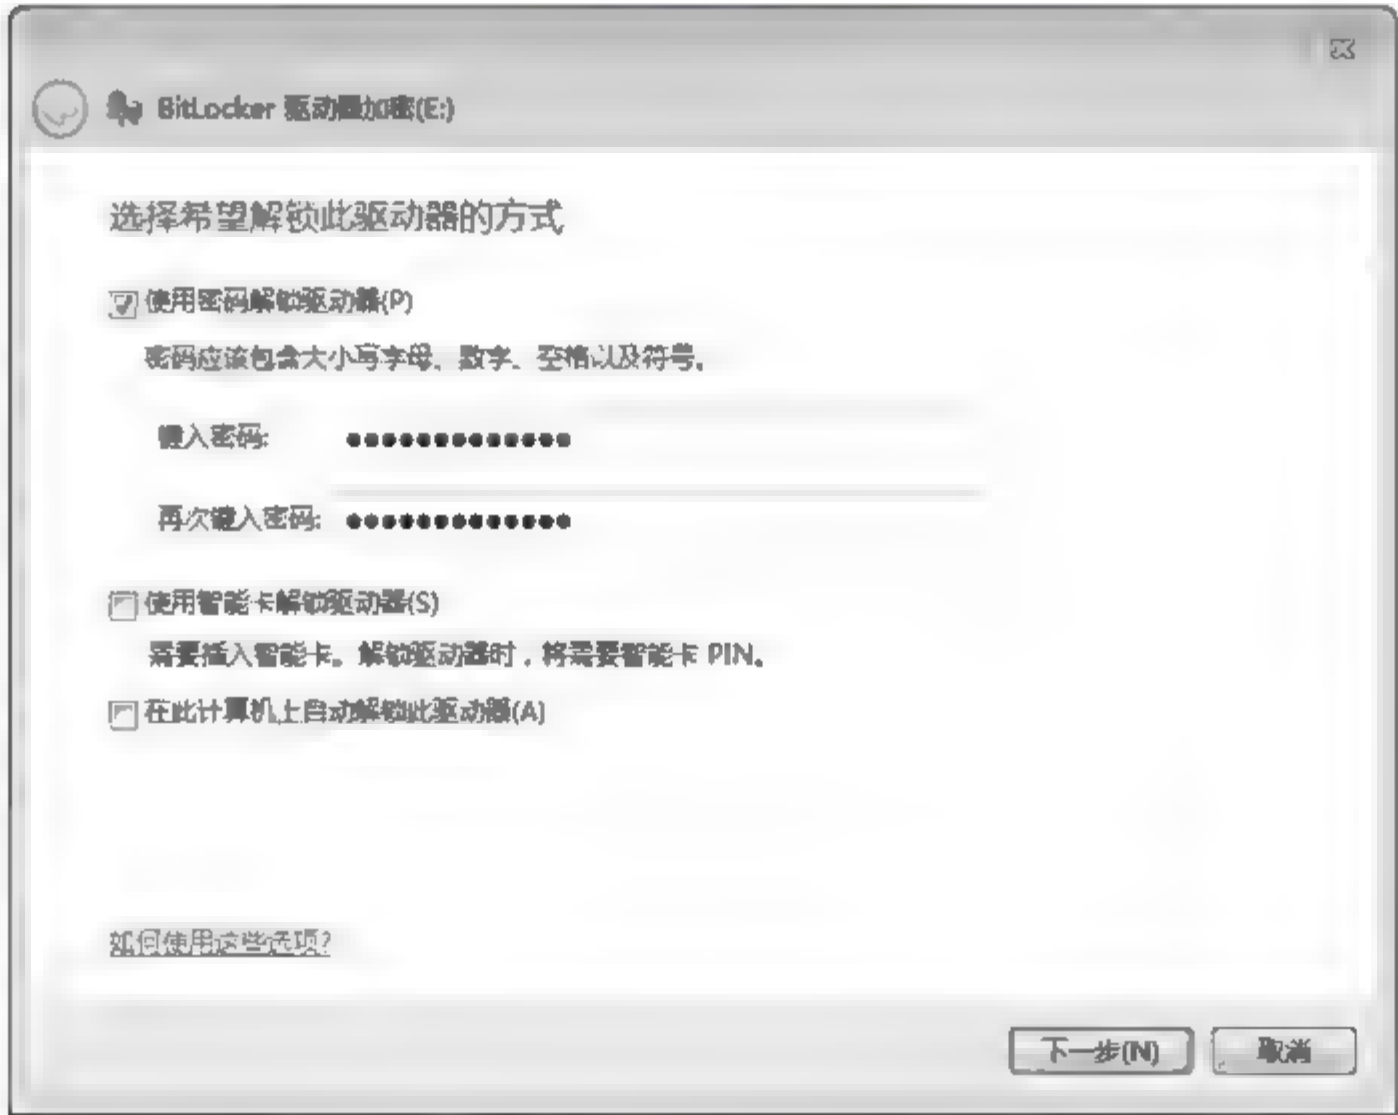 BitLocker 驱动器加密(E:)
选择希望解锁此驱动器的方式
使用密码解锁驱动器(P)
密码应该包含大小写字母、数字、空格以及符号。
键入密码: ●●●●●●●●●●●●●
再次键入密码: ●●●●●●●●●●●●●
使用智能卡解锁驱动器(S)
需要插入智能卡。解锁驱动器时，将需要智能卡 PIN。
在此计算机上自动解锁此驱动器(A)
如何使用这些选项?
下一步(N) 取消